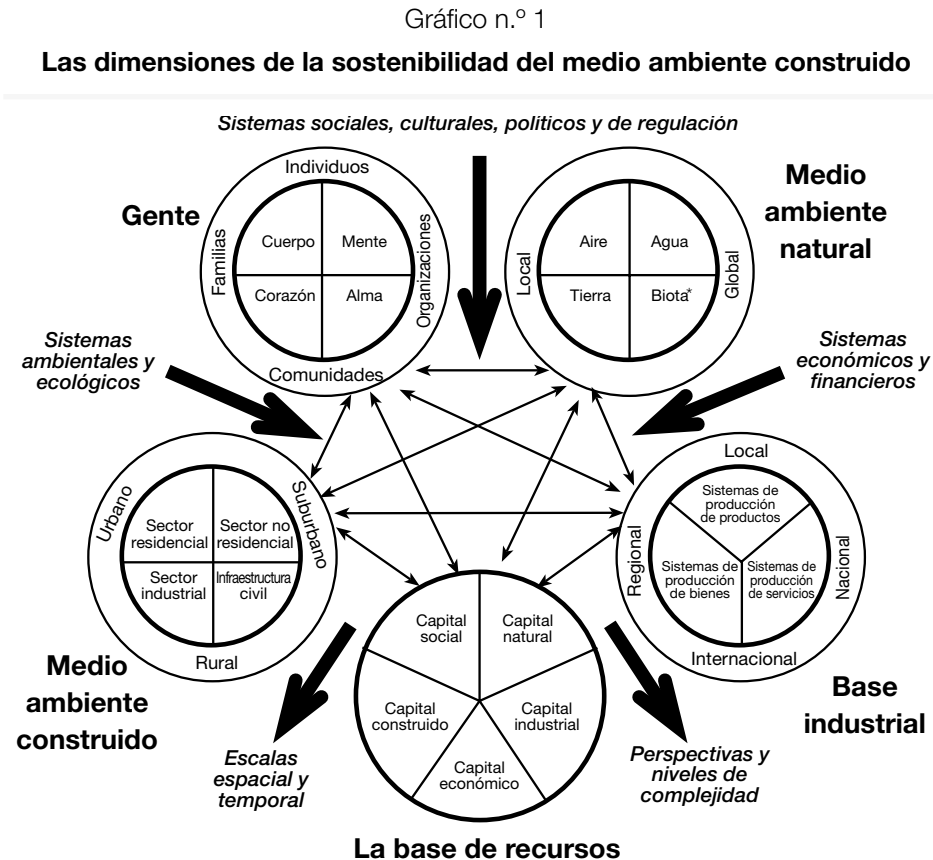 Gráfico n.º 1
Las dimensiones de la sostenibilidad del medio ambiente construido
Sistemas sociales, culturales, politicos y de regulación
Gente
Individuos
Familias
Organizaciones
Comunidades
Cuerpo
Mente
Corazón
Alma
Medio
ambiente
natural
Local
Global
Aire
Agua
Tierra
Biota*
Sistemas
ambientales y
ecológicos
Sistemas
económicos y
financieros
Urbano
Suburbano
Rural
Sector
residencial
Sector no
residencial
Sector
industrial
Infraestructura
civil
Medio
ambiente
construido
Local
Regional
Nacional
Internacional
Sistemas de
producción
de productos
Sistemas de
producción
de bienes
Sistemas de
producción
de servicios
Base
industrial
Capital
social
Capital
natural
Capital
construido
Capital
industrial
Capital
económico
Escalas
espacial y
temporal
Perspectivas y
niveles de
complejidad
La base de recursos